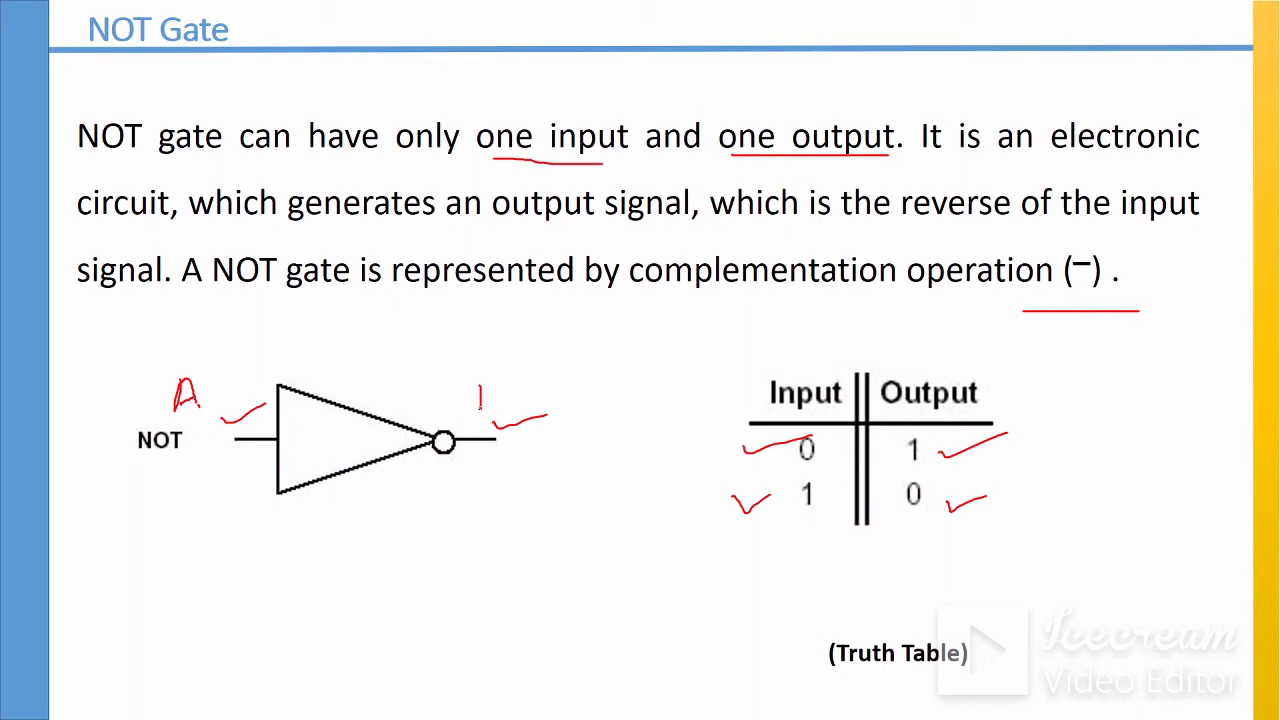 NOT Gate
NOT gate can have only one input and one output. It is an electronic
circuit, which generates an output signal, which is the reverse of the input
signal. A NOT gate is represented by complementation operation (‾) .
A
NOT
Input Output
0 1
1 0
(Truth Table)
Icecream
Video Editor